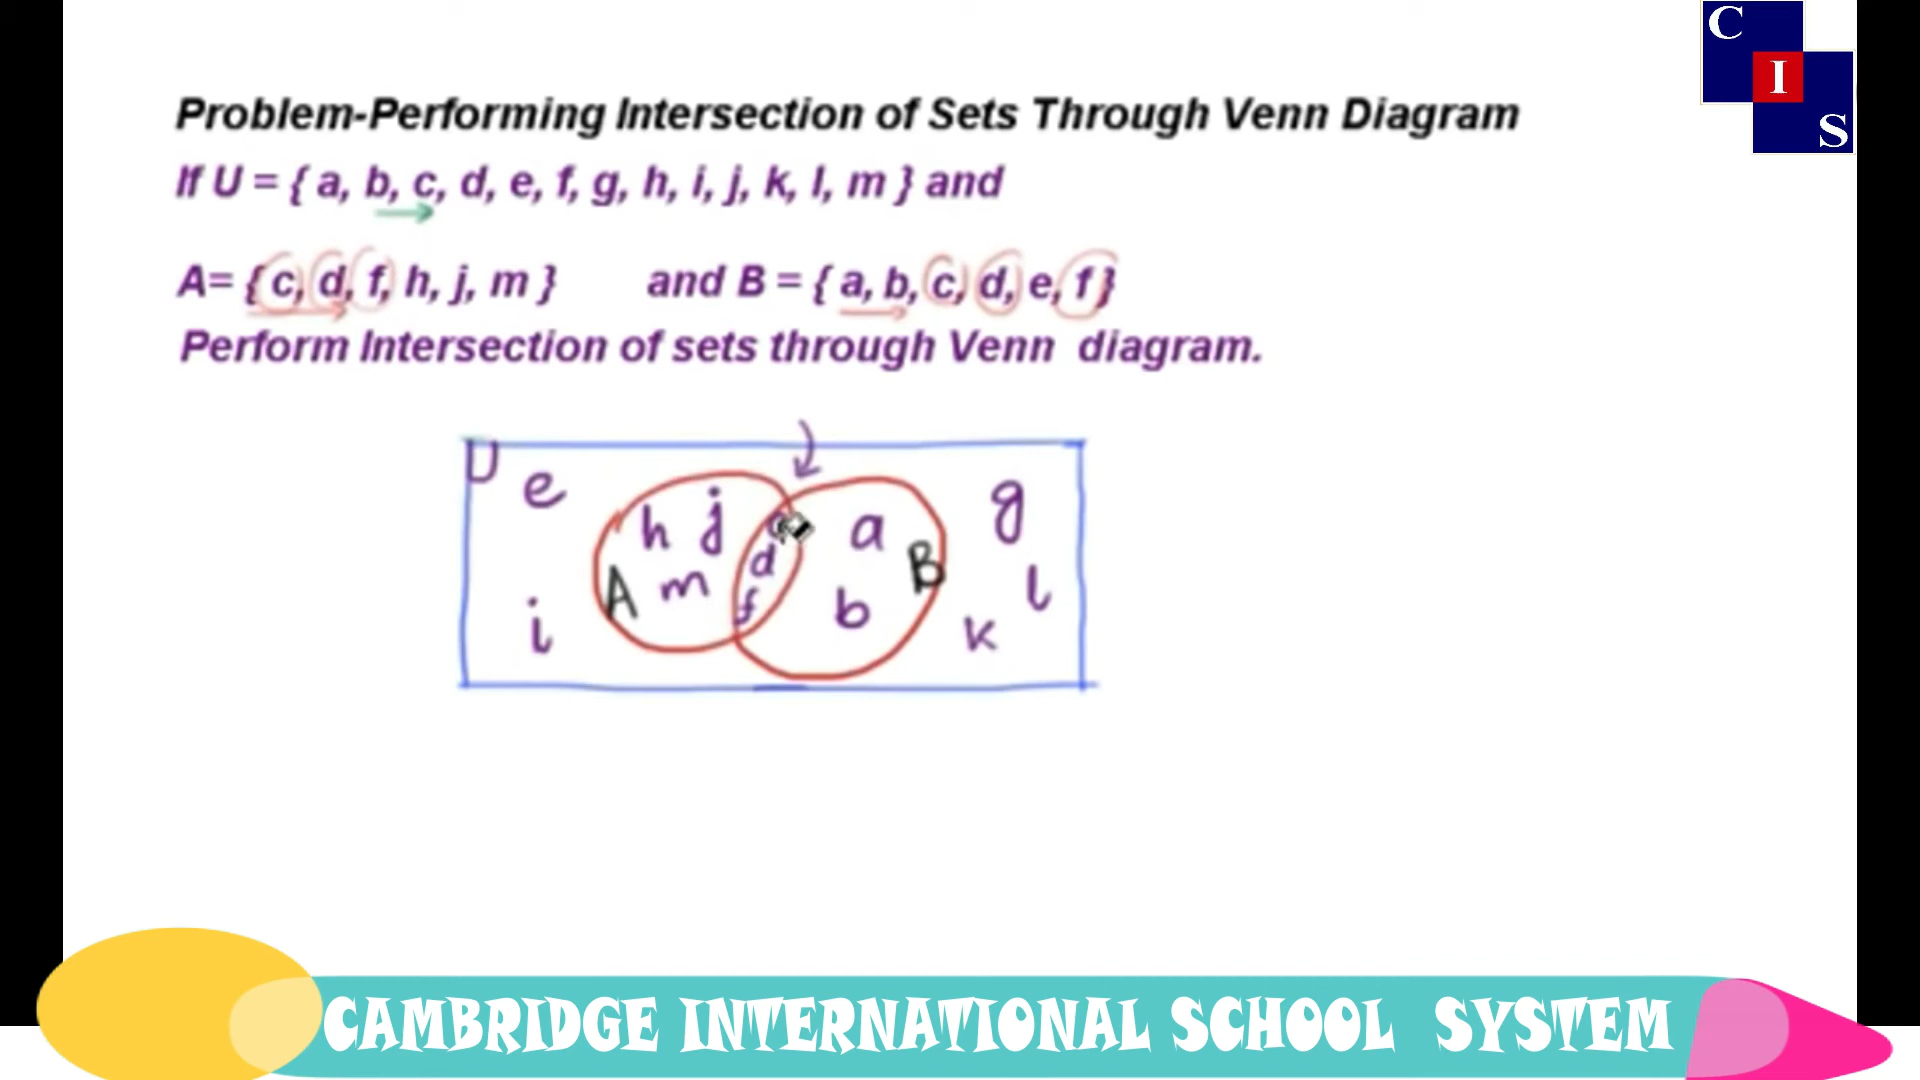 C
I
S
Problem-Performing Intersection of Sets Through Venn Diagram
If U = { a, b, c, d, e, f, g, h, i, j, k, l, m } and
A= { c, d, f, h, j, m } and B = { a, b, c, d, e, f }
Perform Intersection of sets through Venn diagram.
U e h j a g
d
A m f b B l
i k
CAMBRIDGE INTERNATIONAL SCHOOL SYSTEM